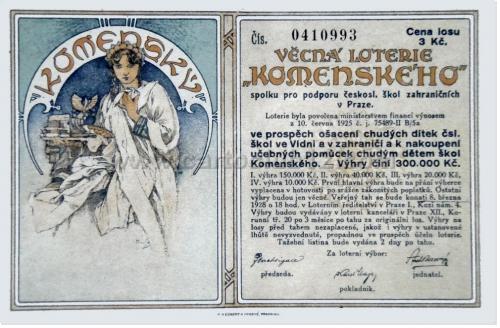 KOMENSKÝ
Čís. 0410993
Cena losu
3 Kč.
VĚCNÁ LOTERIE
„KOMENSKÉHO"
spolku pro podporu českosl. škol zahraničních
v Praze.
Loterie byla povolena ministerstvem financí výnosem
z 10. června 1925 č. j. 75489-II B/5a
ve prospěch ošacení chudých dítek čsl.
škol ve Vídni a v zahraničí a k nakoupení
učebných pomůcek chudým dětem škol
Komenského. - Výhry činí 300.000 Kč.
I. výhra 150.000 Kč. II. výhra 40.000 Kč. III. výhra 20.000 Kč.
IV. výhra 10.000 Kč. První hlavní výhra bude na přání výherce
vyplacena v hotovosti po srážce zákonitých poplatků. Ostatní
výhry budou jen věcné. Veřejný tah se bude konati 8. března
1928 o 18 hod. v Loterním ředitelství v Praze I., Kozí nám. 4.
Výhry budou vydávány v loterní kanceláři v Praze XII., Korunní
tř. 20 po 3 měsíce po tahu za originální los. Výhry na
losy před tahem nezaplacené, jakož i výhry v ustanovené
lhůtě nevyzvednuté, propadnou ve prospěch účelu loterie.
Tažební listina bude vydána 2 dny po tahu.
Za loterní výbor:
předseda.
pokladník.
jednatel.